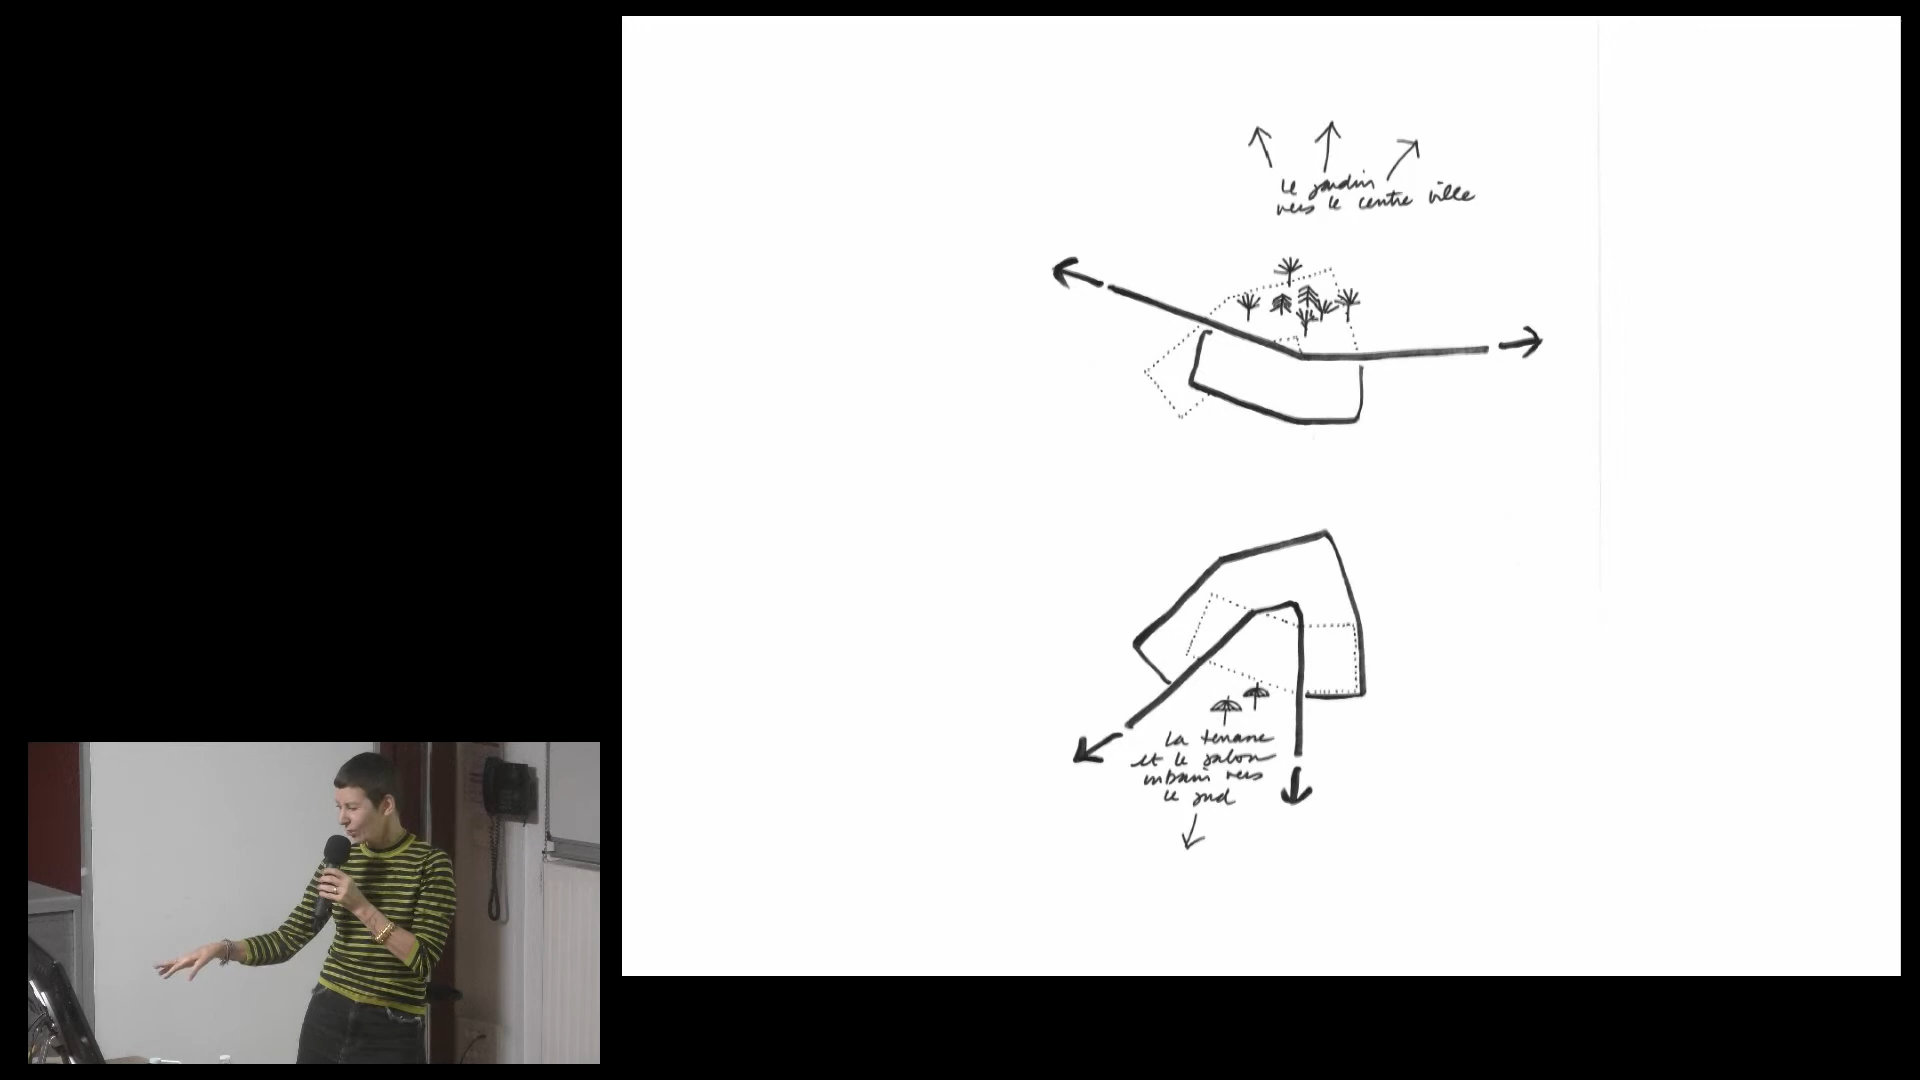 Le jardin
vers le centre ville
La terrasse
et le salon
urbain vers
le sud